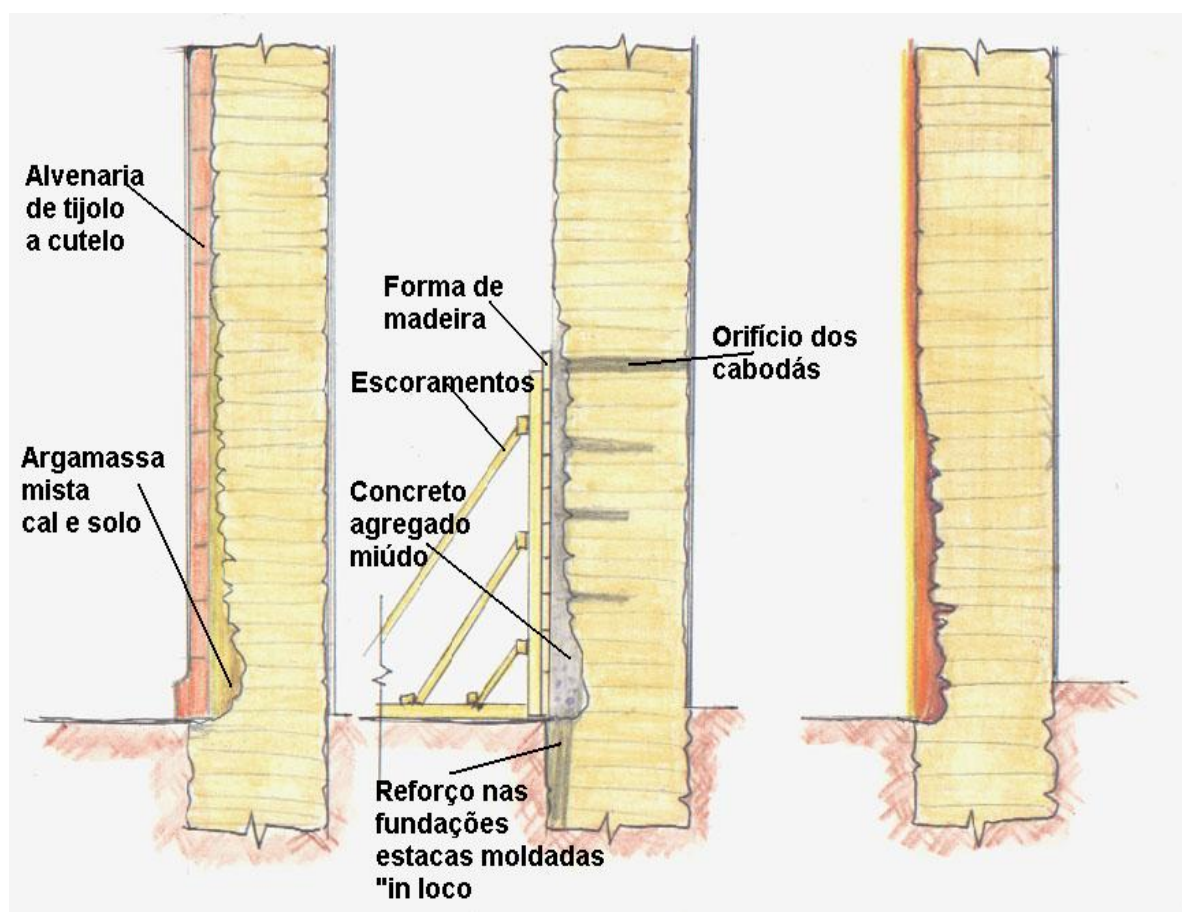 Alvenaria
de tijolo
a cutelo
Argamassa
mista
cal e solo
Forma de
madeira
Escoramentos
Orifício dos
cabodás
Concreto
agregado
miúdo
Reforço nas
fundações
estacas moldadas
"in loco